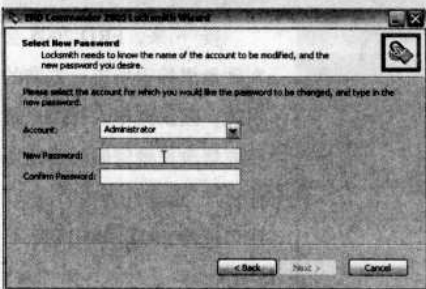 ERD Commander 2005 Locksmith Wizard
Select New Password
Locksmith needs to know the name of the account to be modified, and the
new password you desire.
Please select the account for which you would like the password to be changed, and type in the
new password.
Account: Administrator
New Password:
Confirm Password:
< Back Next > Cancel